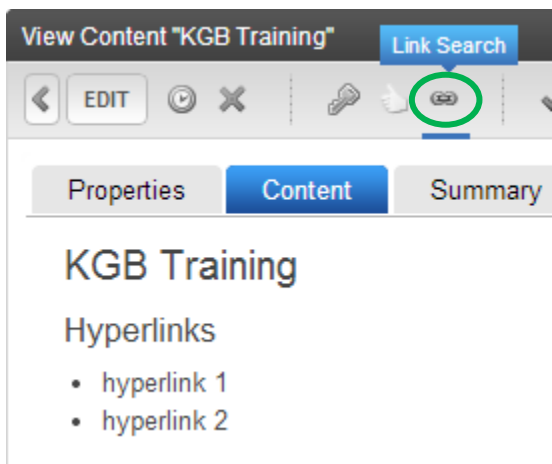 View Content "KGB Training"
Link Search
EDIT
Properties Content Summary
KGB Training
Hyperlinks
• hyperlink 1
• hyperlink 2